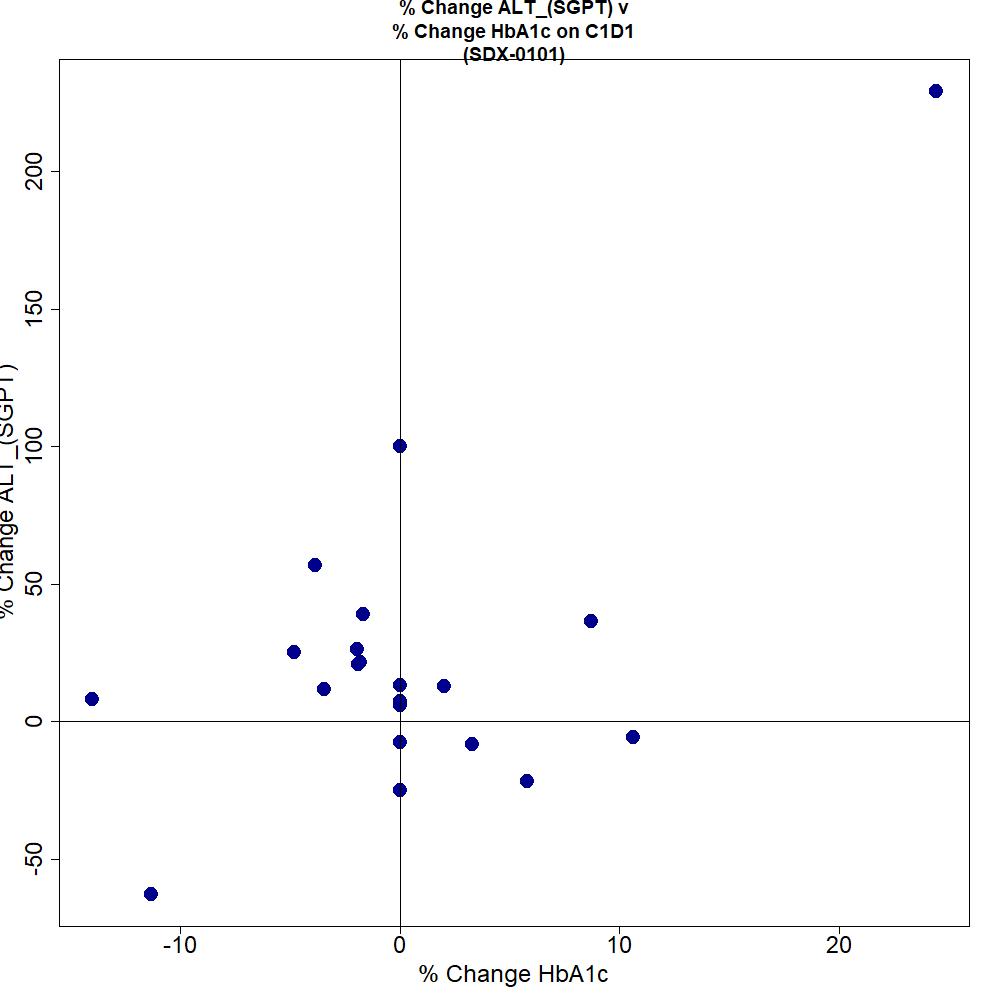 % Change ALT_(SGPT) v
% Change HbA1c on C1D1
(SDX-0101)
200
150
100
50
0
-50
% Change ALT_(SGPT)
-10
0
10
20
% Change HbA1c